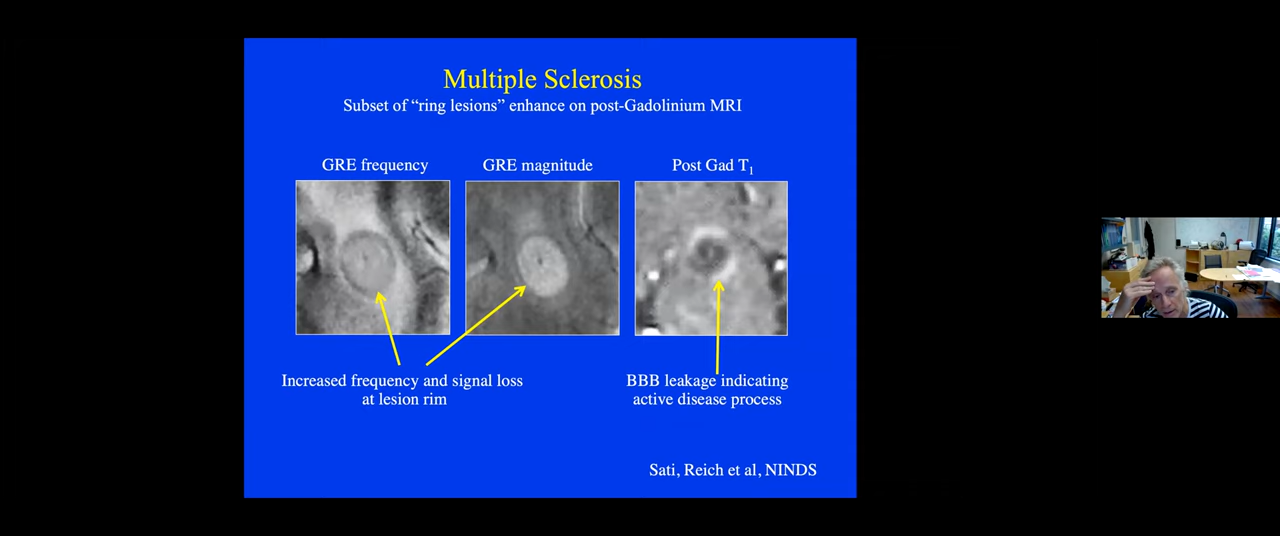 Multiple Sclerosis
Subset of “ring lesions” enhance on post-Gadolinium MRI
GRE frequency
GRE magnitude
Post Gad T1
Increased frequency and signal loss
at lesion rim
BBB leakage indicating
active disease process
Sati, Reich et al, NINDS